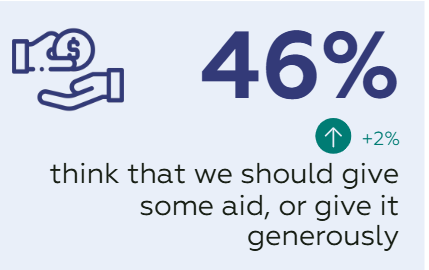 $
46%
+2%
think that we should give
some aid, or give it
generously